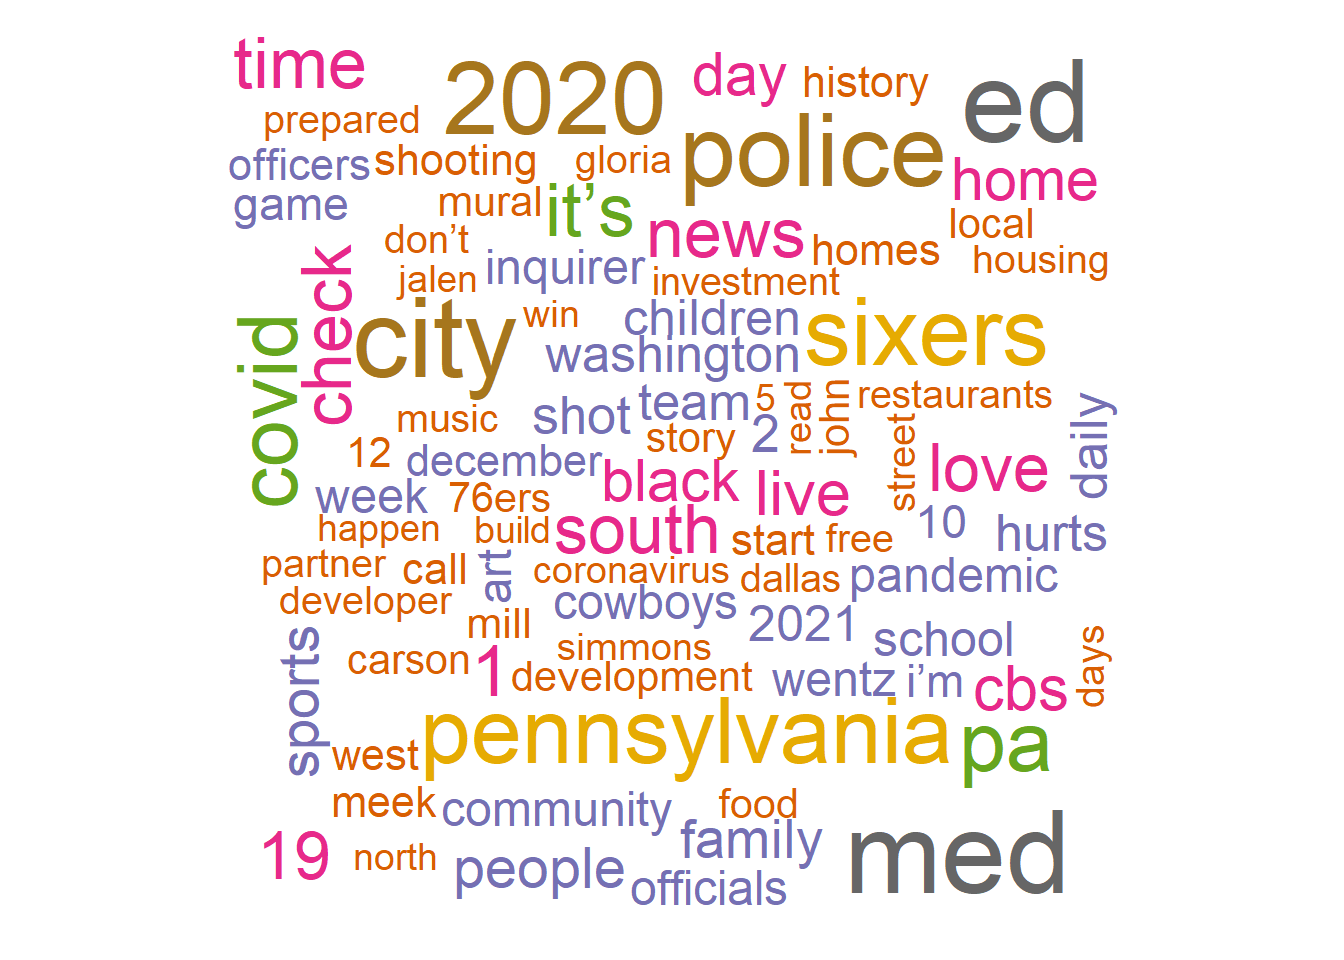 time
2020
day
history
ed
prepared
police
officers
shooting
gloria
home
game
mural
it’s
news
local
don’t
homes
housing
check
jalen
inquirer
investment
covid
city
win
children
sixers
washington
music
shot
team
5
read
john
restaurants
daily
12
story
2
street
december
love
week
76ers
black
live
happen
build
south
start
free
10
hurts
partner
call
art
coronavirus
dallas
pandemic
developer
cowboys
mill
2021
school
sports
carson
1
simmons
development
wentz
i’m
cbs
days
west
pennsylvania
pa
meek
community
food
19
north
people
family
officials
med